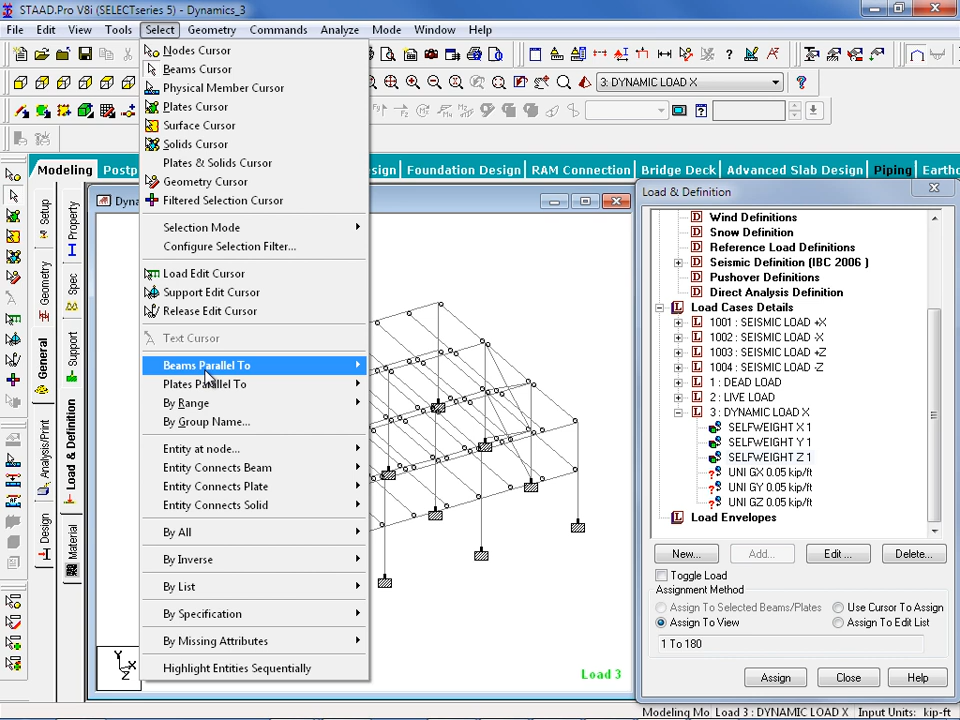 STAAD.Pro V8i (SELECTseries 5) - Dynamics_3
File Edit View Tools Select Geometry Commands Analyze Mode Window Help
3: DYNAMIC LOAD X
Modeling Postp
sign Foundation Design RAM Connection Bridge Deck Advanced Slab Design Piping Earth
Setup
Geometry
General
Analysis/Print
Design
Property
Spec
Support
Load & Definition
Material
Dyna
Nodes Cursor
Beams Cursor
Physical Member Cursor
Plates Cursor
Surface Cursor
Solids Cursor
Plates & Solids Cursor
Geometry Cursor
Filtered Selection Cursor
Selection Mode
Configure Selection Filter...
Load Edit Cursor
Support Edit Cursor
Release Edit Cursor
Text Cursor
Beams Parallel To
Plates Parallel To
By Range
By Group Name...
Entity at node...
Entity Connects Beam
Entity Connects Plate
Entity Connects Solid
By All
By Inverse
By List
By Specification
By Missing Attributes
Highlight Entities Sequentially
Y
X
Z
Load 3
Load & Definition
Wind Definitions
Snow Definition
Reference Load Definitions
Seismic Definition (IBC 2006 )
Pushover Definitions
Direct Analysis Definition
Load Cases Details
1001 : SEISMIC LOAD +X
1002 : SEISMIC LOAD -X
1003 : SEISMIC LOAD +Z
1004 : SEISMIC LOAD -Z
1 : DEAD LOAD
2 : LIVE LOAD
3 : DYNAMIC LOAD X
SELFWEIGHT X 1
SELFWEIGHT Y 1
SELFWEIGHT Z 1
UNI GX 0.05 kip/ft
UNI GY 0.05 kip/ft
UNI GZ 0.05 kip/ft
Load Envelopes
New... Add... Edit ... Delete...
Toggle Load
Assignment Method
Assign To Selected Beams/Plates Use Cursor To Assign
Assign To View Assign To Edit List
1 To 180
Assign Close Help
Modeling Mo Load 3 : DYNAMIC LOAD X Input Units: kip-ft